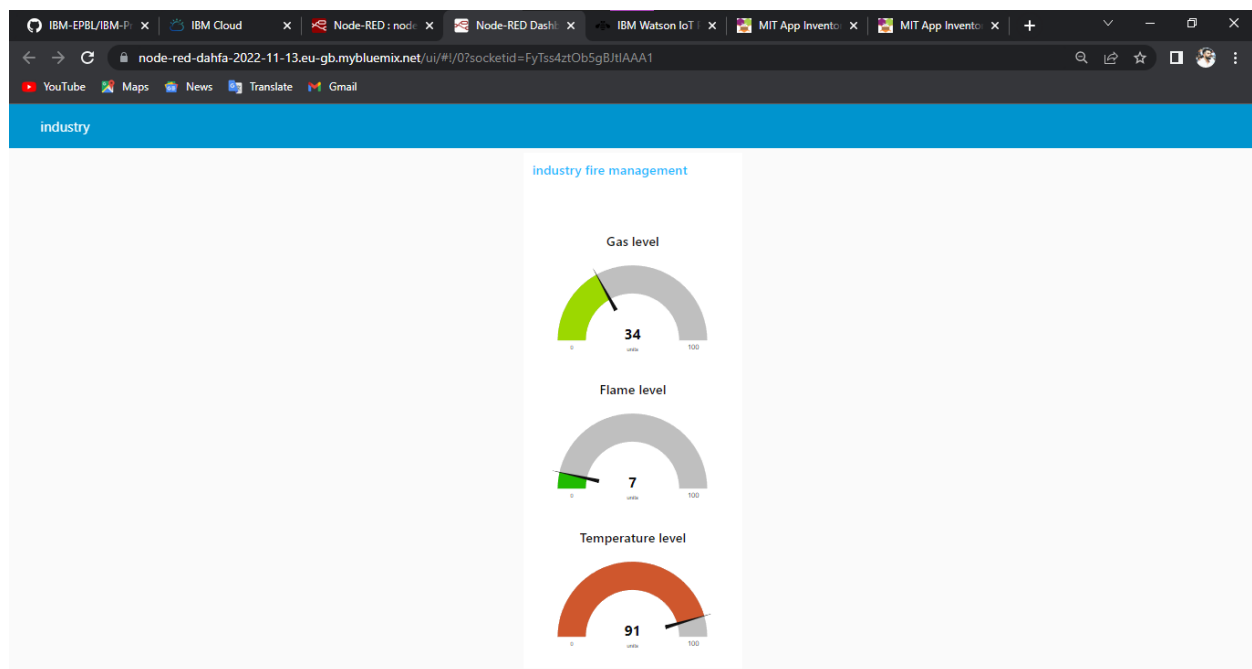 IBM-EPBL/IBM-Pr
IBM Cloud
Node-RED : node
Node-RED Dashb
IBM Watson IoT
MIT App Invento
MIT App Invento
node-red-dahfa-2022-11-13.eu-gb.mybluemix.net/ui/#!/0?socketid=FyTss4ztOb5gBJtIAAA1
YouTube Maps News Translate Gmail
industry
industry fire management
Gas level
34
0 units 100
Flame level
7
0 units 100
Temperature level
91
0 units 100